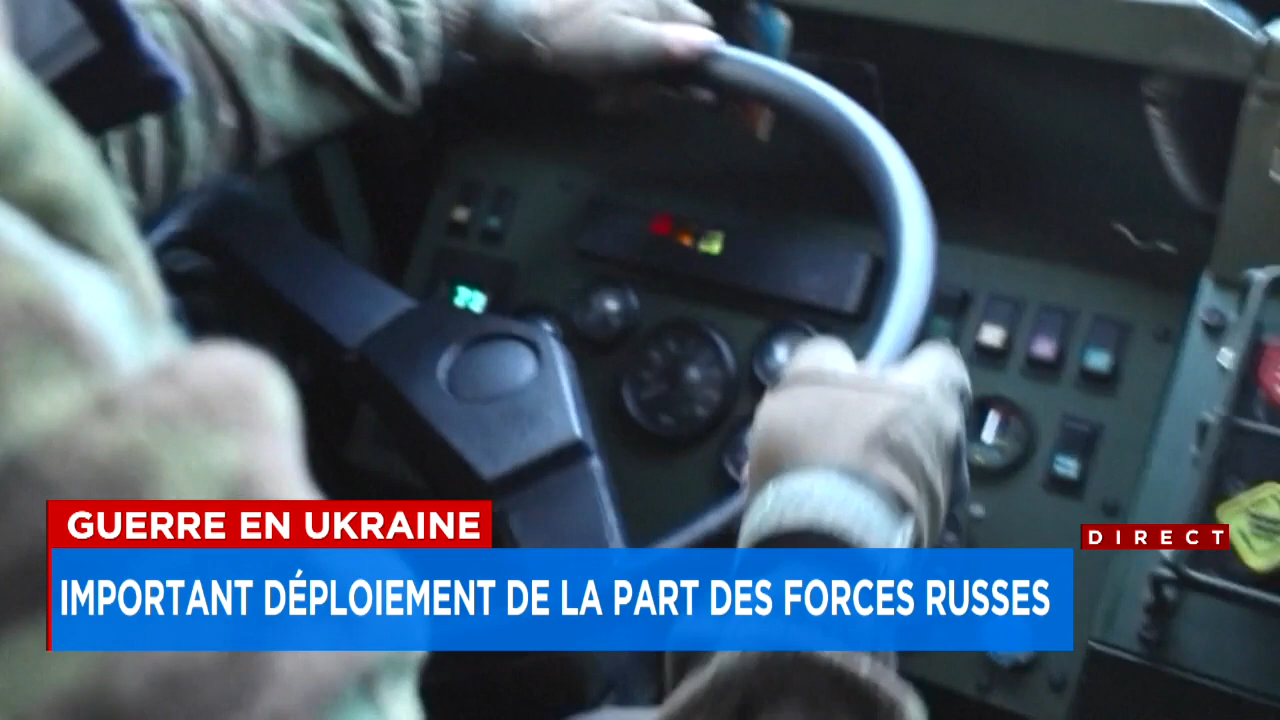 GUERRE EN UKRAINE
IMPORTANT DÉPLOIEMENT DE LA PART DES FORCES RUSSES
DIRECT